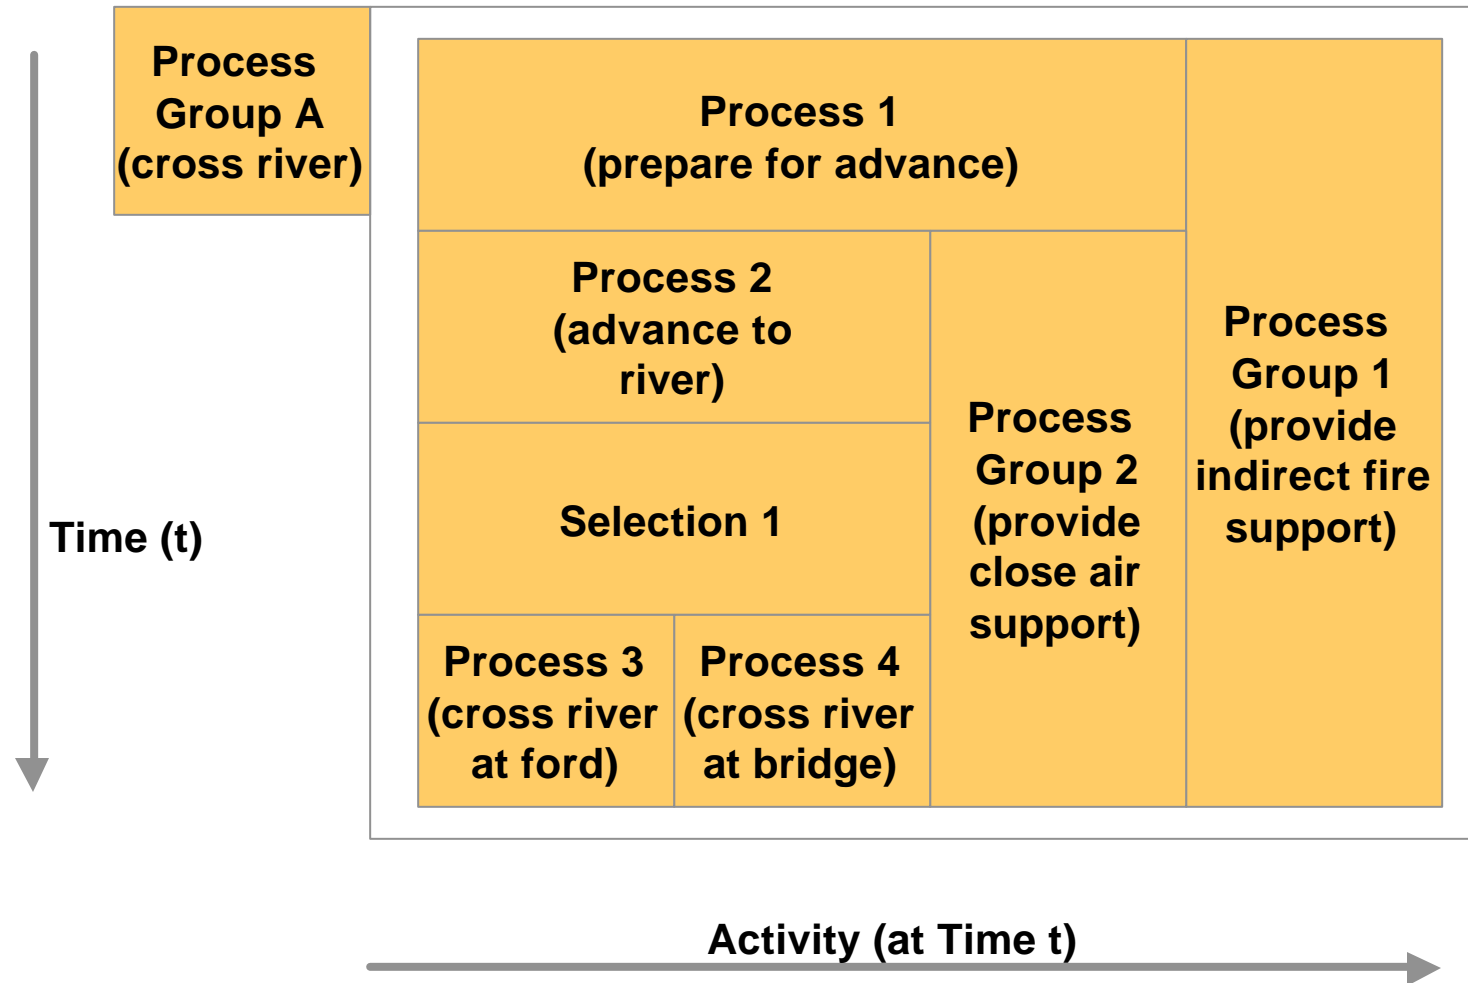 Process
Group A
(cross river)
Process 1
(prepare for advance)
Process 2
(advance to
river)
Process
Group 1
(provide
indirect fire
support)
Process
Group 2
(provide
close air
support)
Selection 1
Time (t)
Process 3
(cross river
at ford)
Process 4
(cross river
at bridge)
Activity (at Time t)